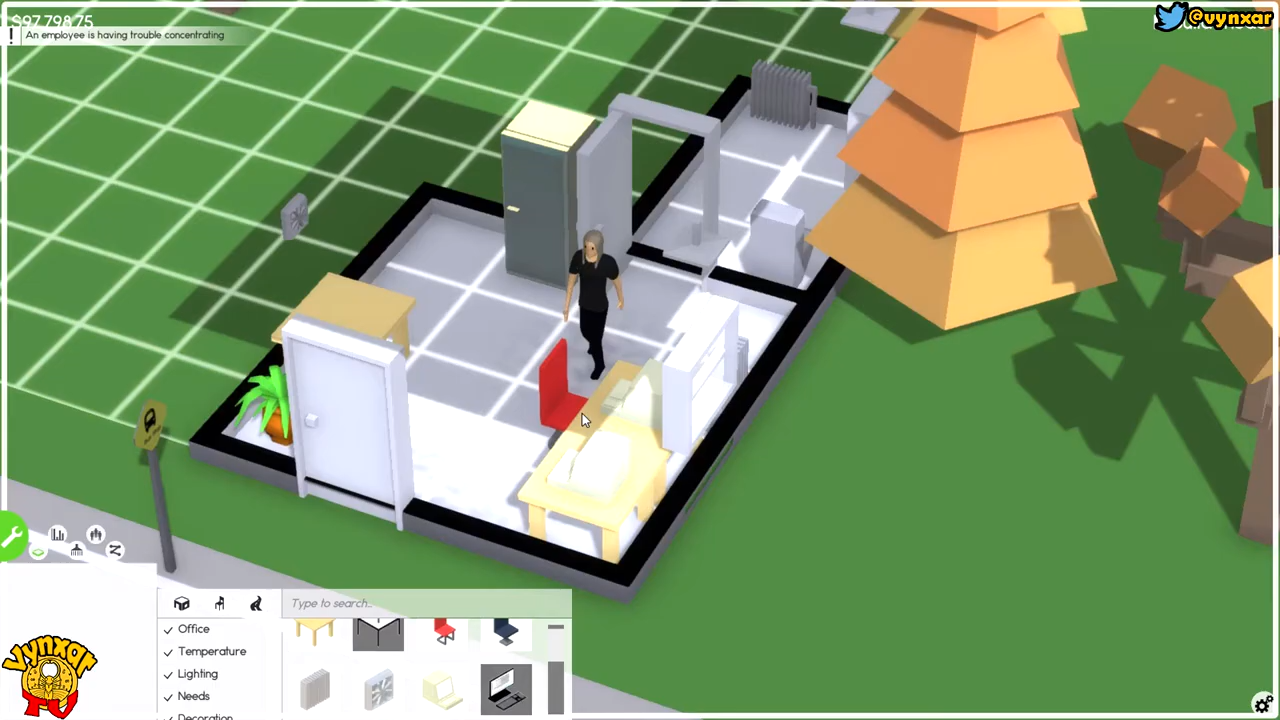 $97,798.75
@vynxar
! An employee is having trouble concentrating
Type to search..
Office
Temperature
Lighting
Needs
Decoration
Vynxar